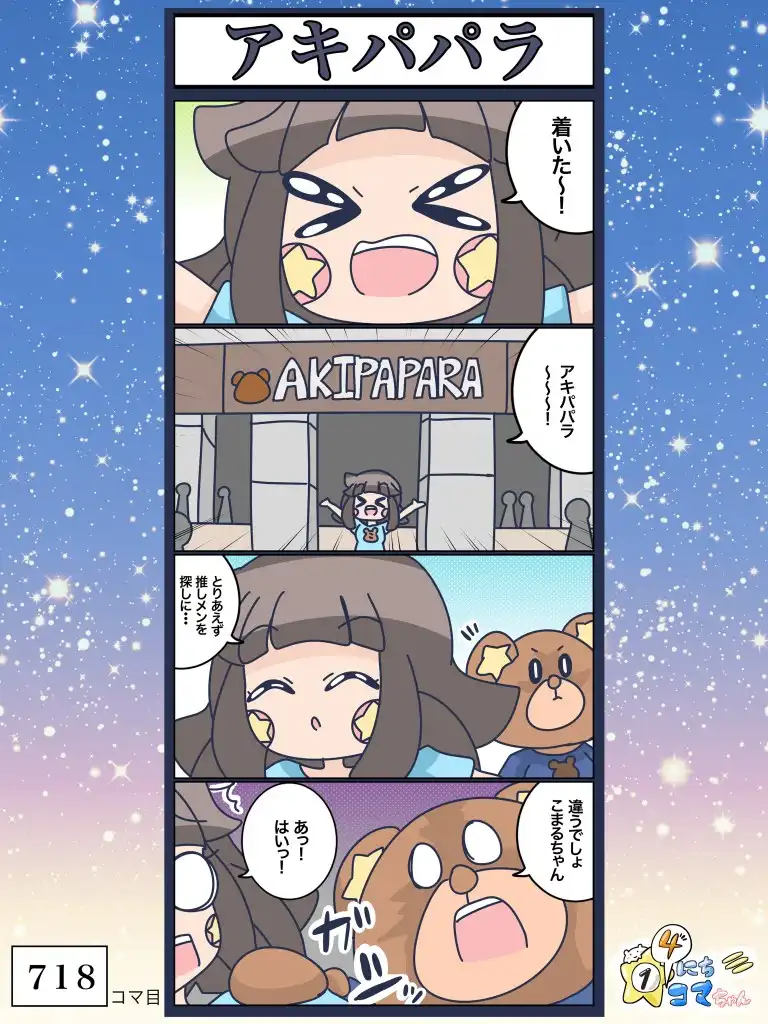 アキパパラ
着いた〜！
アキパパラ
〜〜〜！
AKIPAPARA
とりあえず
推しメンを
探しに…
違うでしょ
こまるちゃん
あっ！
はいっ！
ガシッ
718
コマ目
1
にち
4
コマ
ちゃん